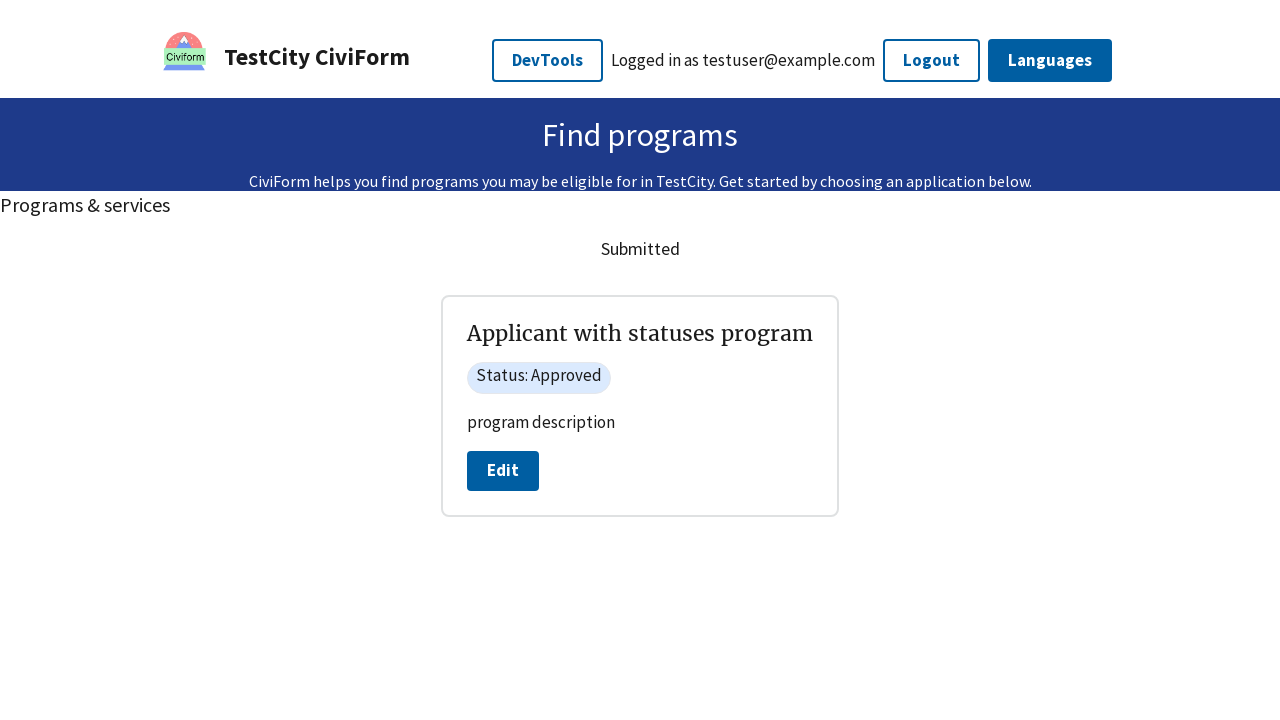 Civiform
TestCity CiviForm
DevTools
Logged in as testuser@example.com
Logout
Languages
Find programs
CiviForm helps you find programs you may be eligible for in TestCity. Get started by choosing an application below.
Programs & services
Submitted
Applicant with statuses program
Status: Approved
program description
Edit